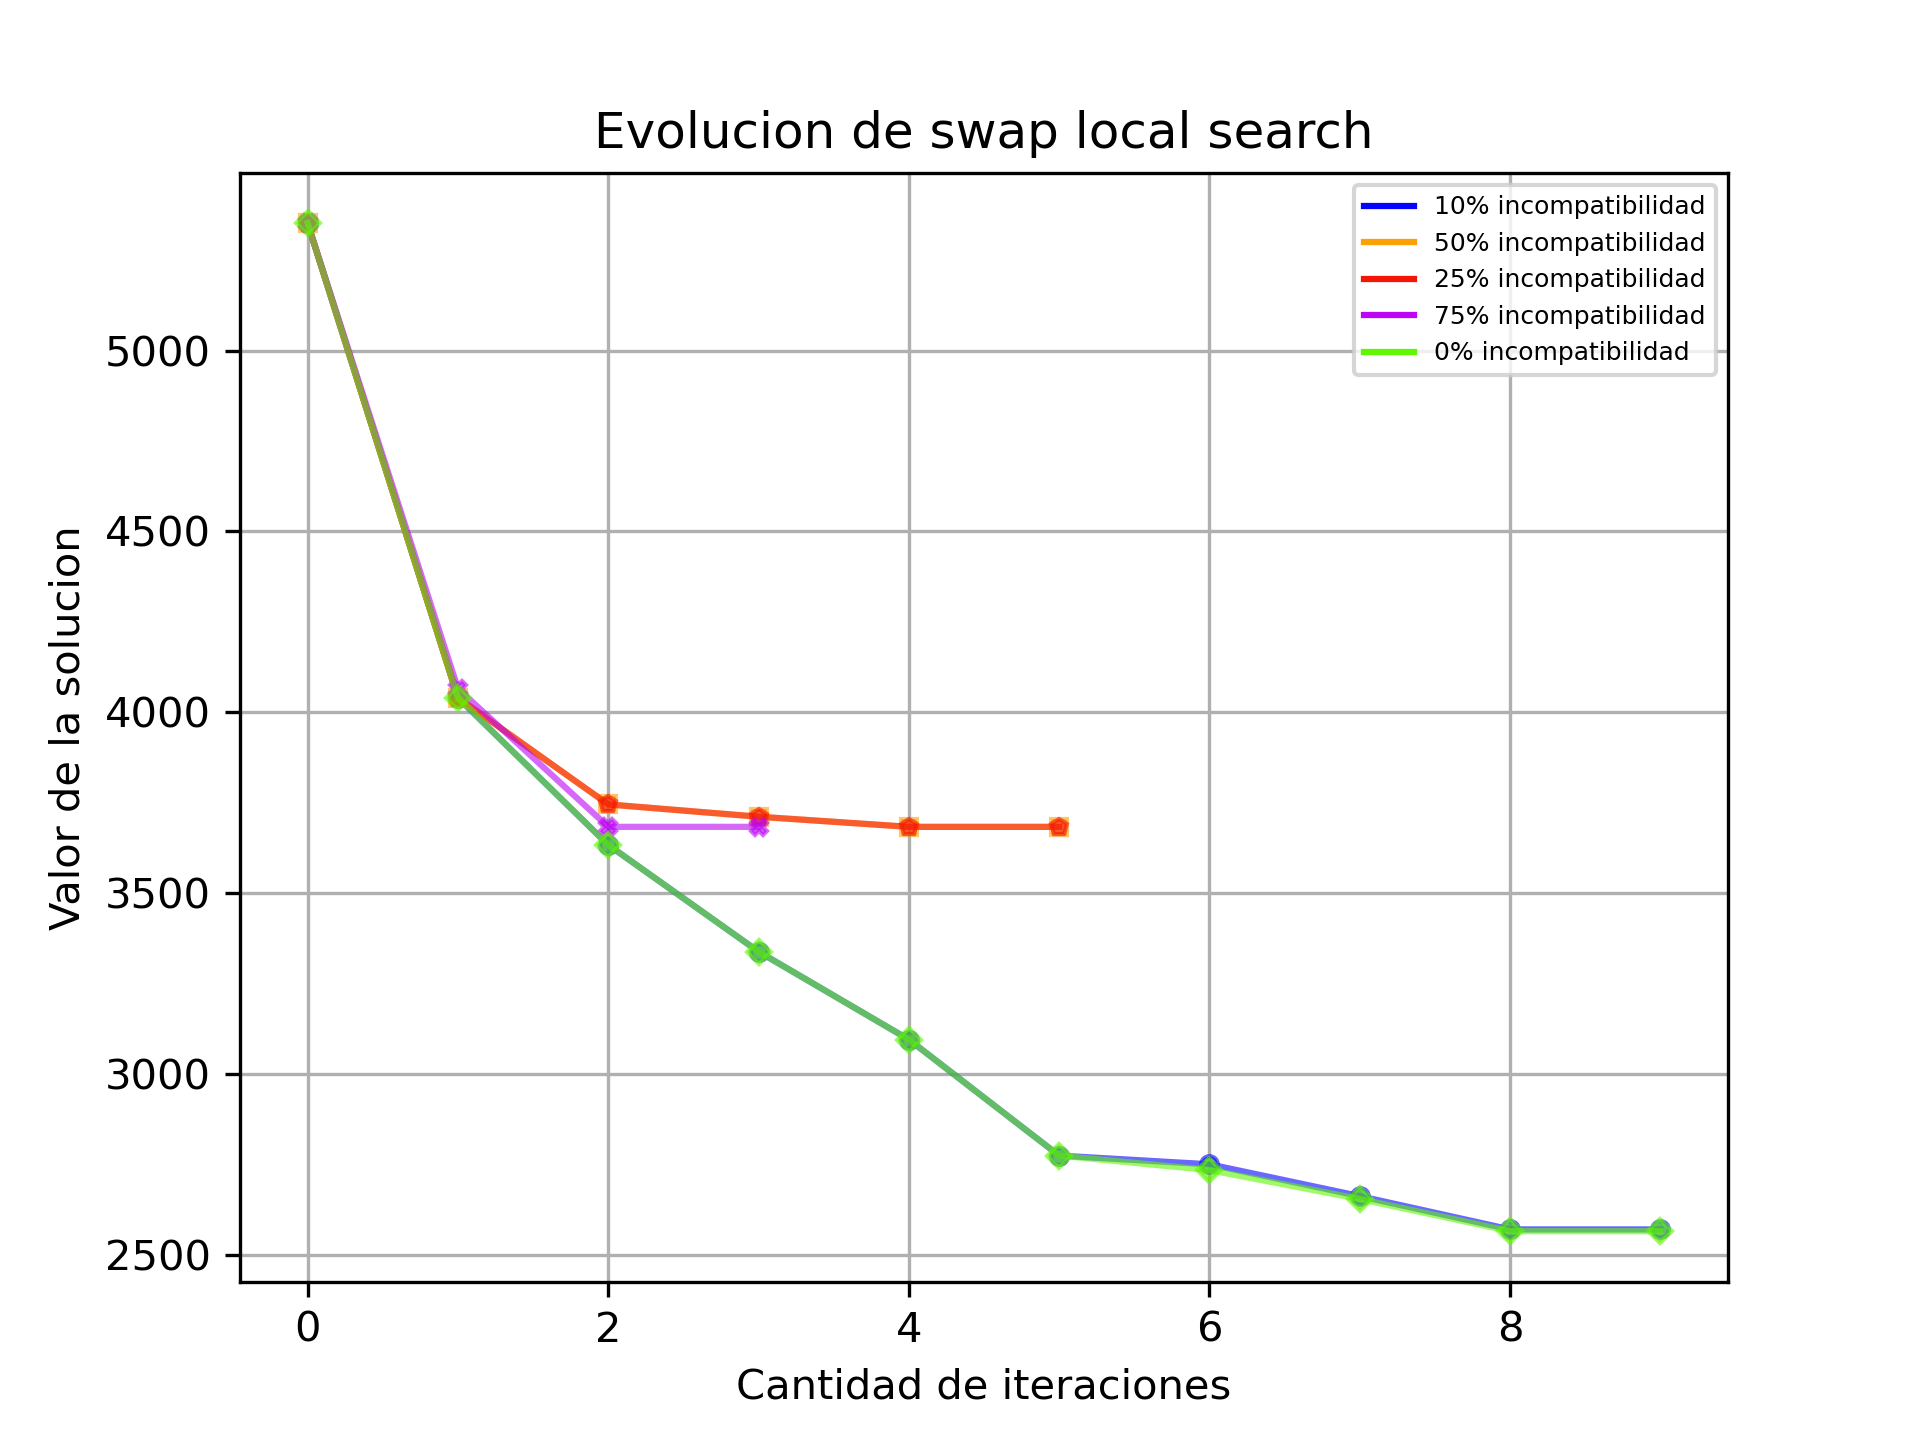 Evolucion de swap local search
10% incompatibilidad
50% incompatibilidad
25% incompatibilidad
75% incompatibilidad
0% incompatibilidad
5000
4500
4000
3500
3000
2500
Valor de la solucion
0 2 4 6 8
Cantidad de iteraciones